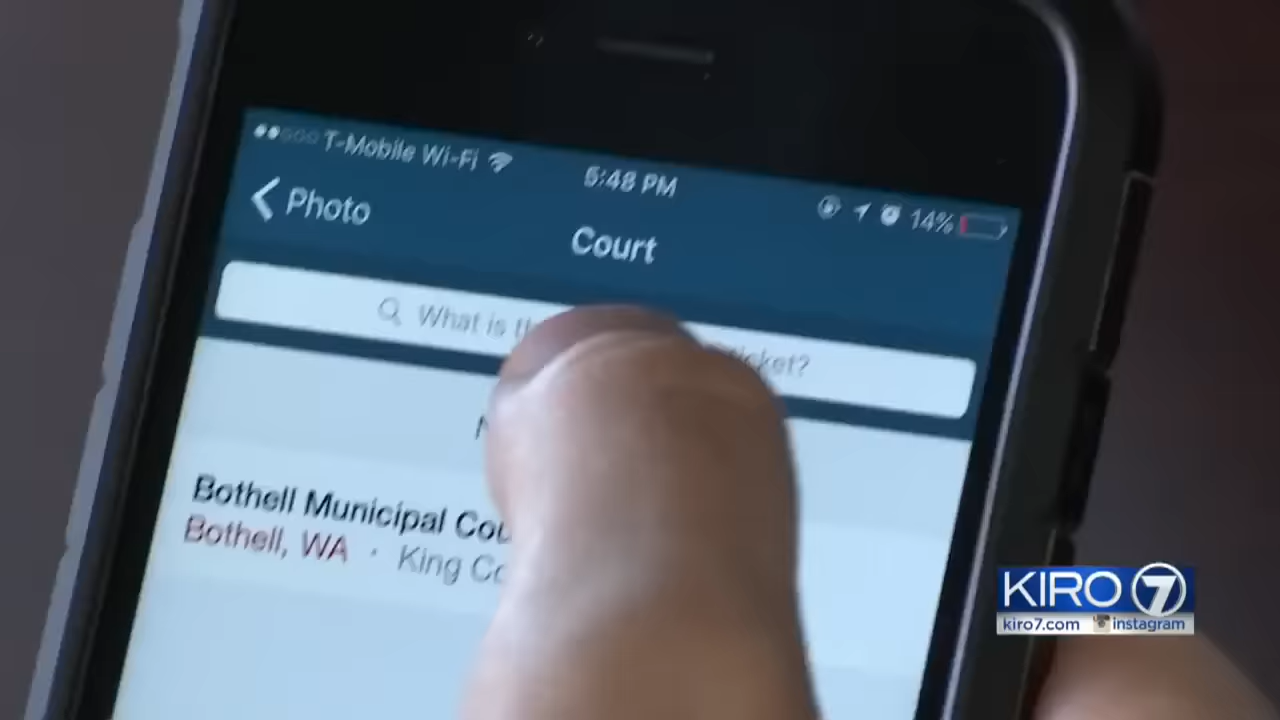 T-Mobile Wi-Fi 5:48 PM 14%
Photo
Court
What is ticket?
Bothell Municipal
Bothell, WA · King
KIRO 7
kiro7.com instagram